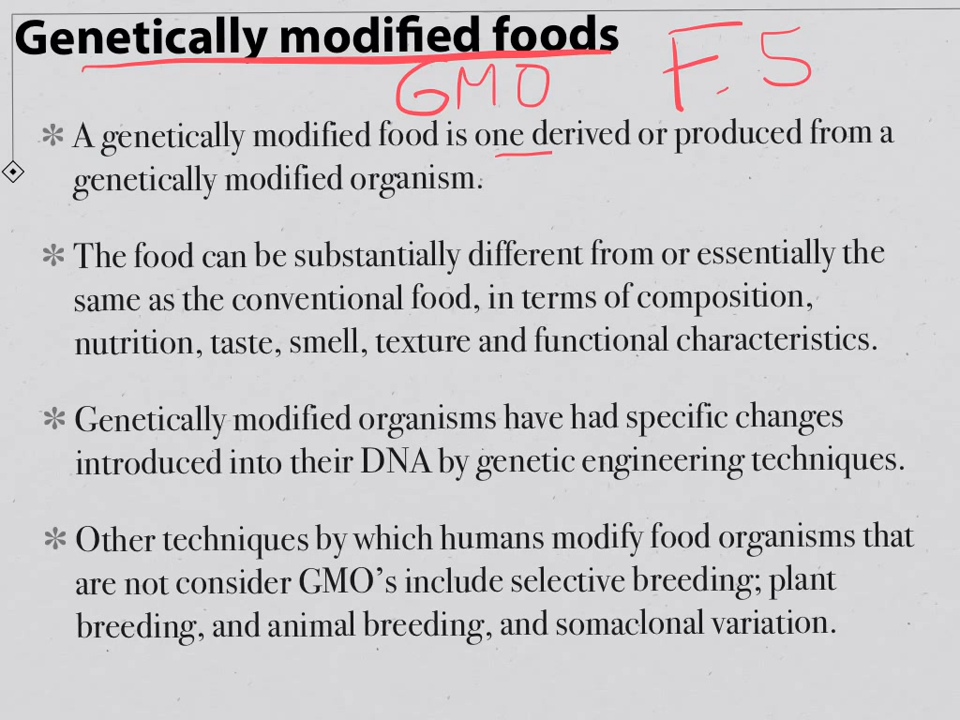 Genetically modified foods
GMO F.5
* A genetically modified food is one derived or produced from a
genetically modified organism.
* The food can be substantially different from or essentially the
same as the conventional food, in terms of composition,
nutrition, taste, smell, texture and functional characteristics.
* Genetically modified organisms have had specific changes
introduced into their DNA by genetic engineering techniques.
* Other techniques by which humans modify food organisms that
are not consider GMO's include selective breeding; plant
breeding, and animal breeding, and somaclonal variation.